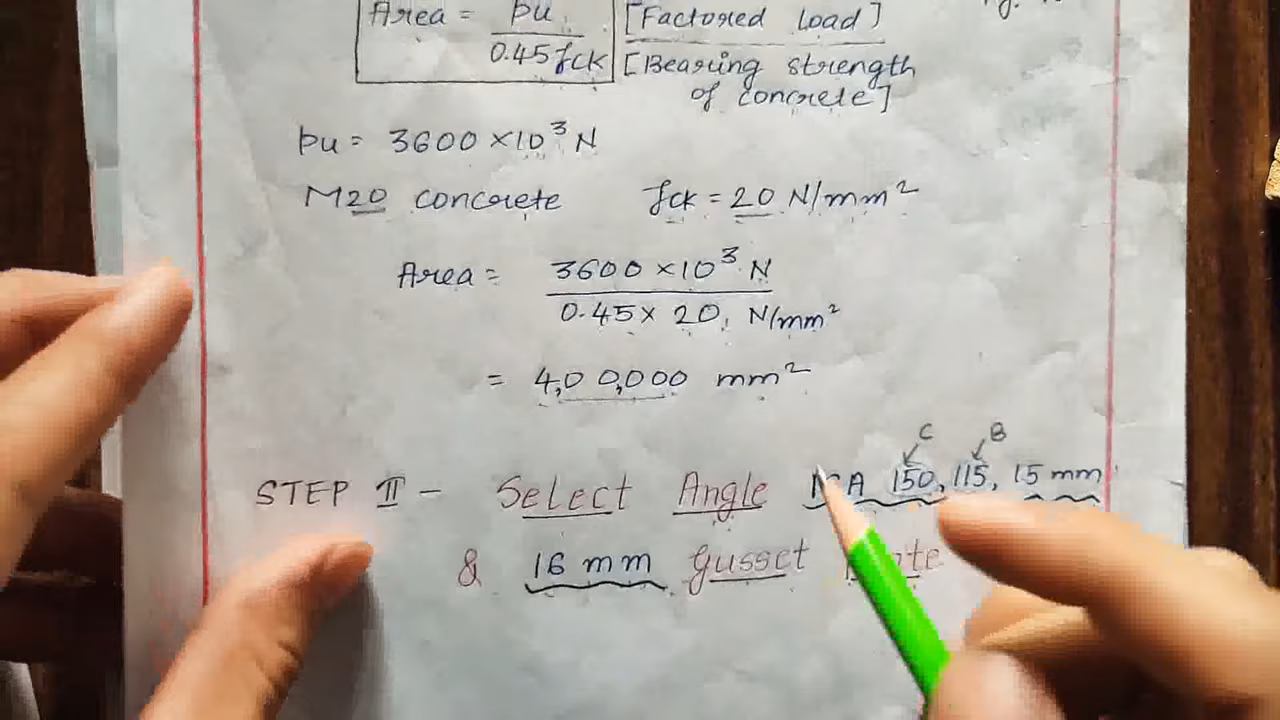 Area = pu / 0.45 fck [Factored load] / [Bearing strength of concrete]
pu = 3600 × 10³ N
M20 concrete fck = 20 N/mm²
Area = 3600 × 10³ N / 0.45 × 20, N/mm²
= 4,00,000 mm²
C B
STEP II – Select Angle 150, 115, 15 mm
& 16 mm Gusset